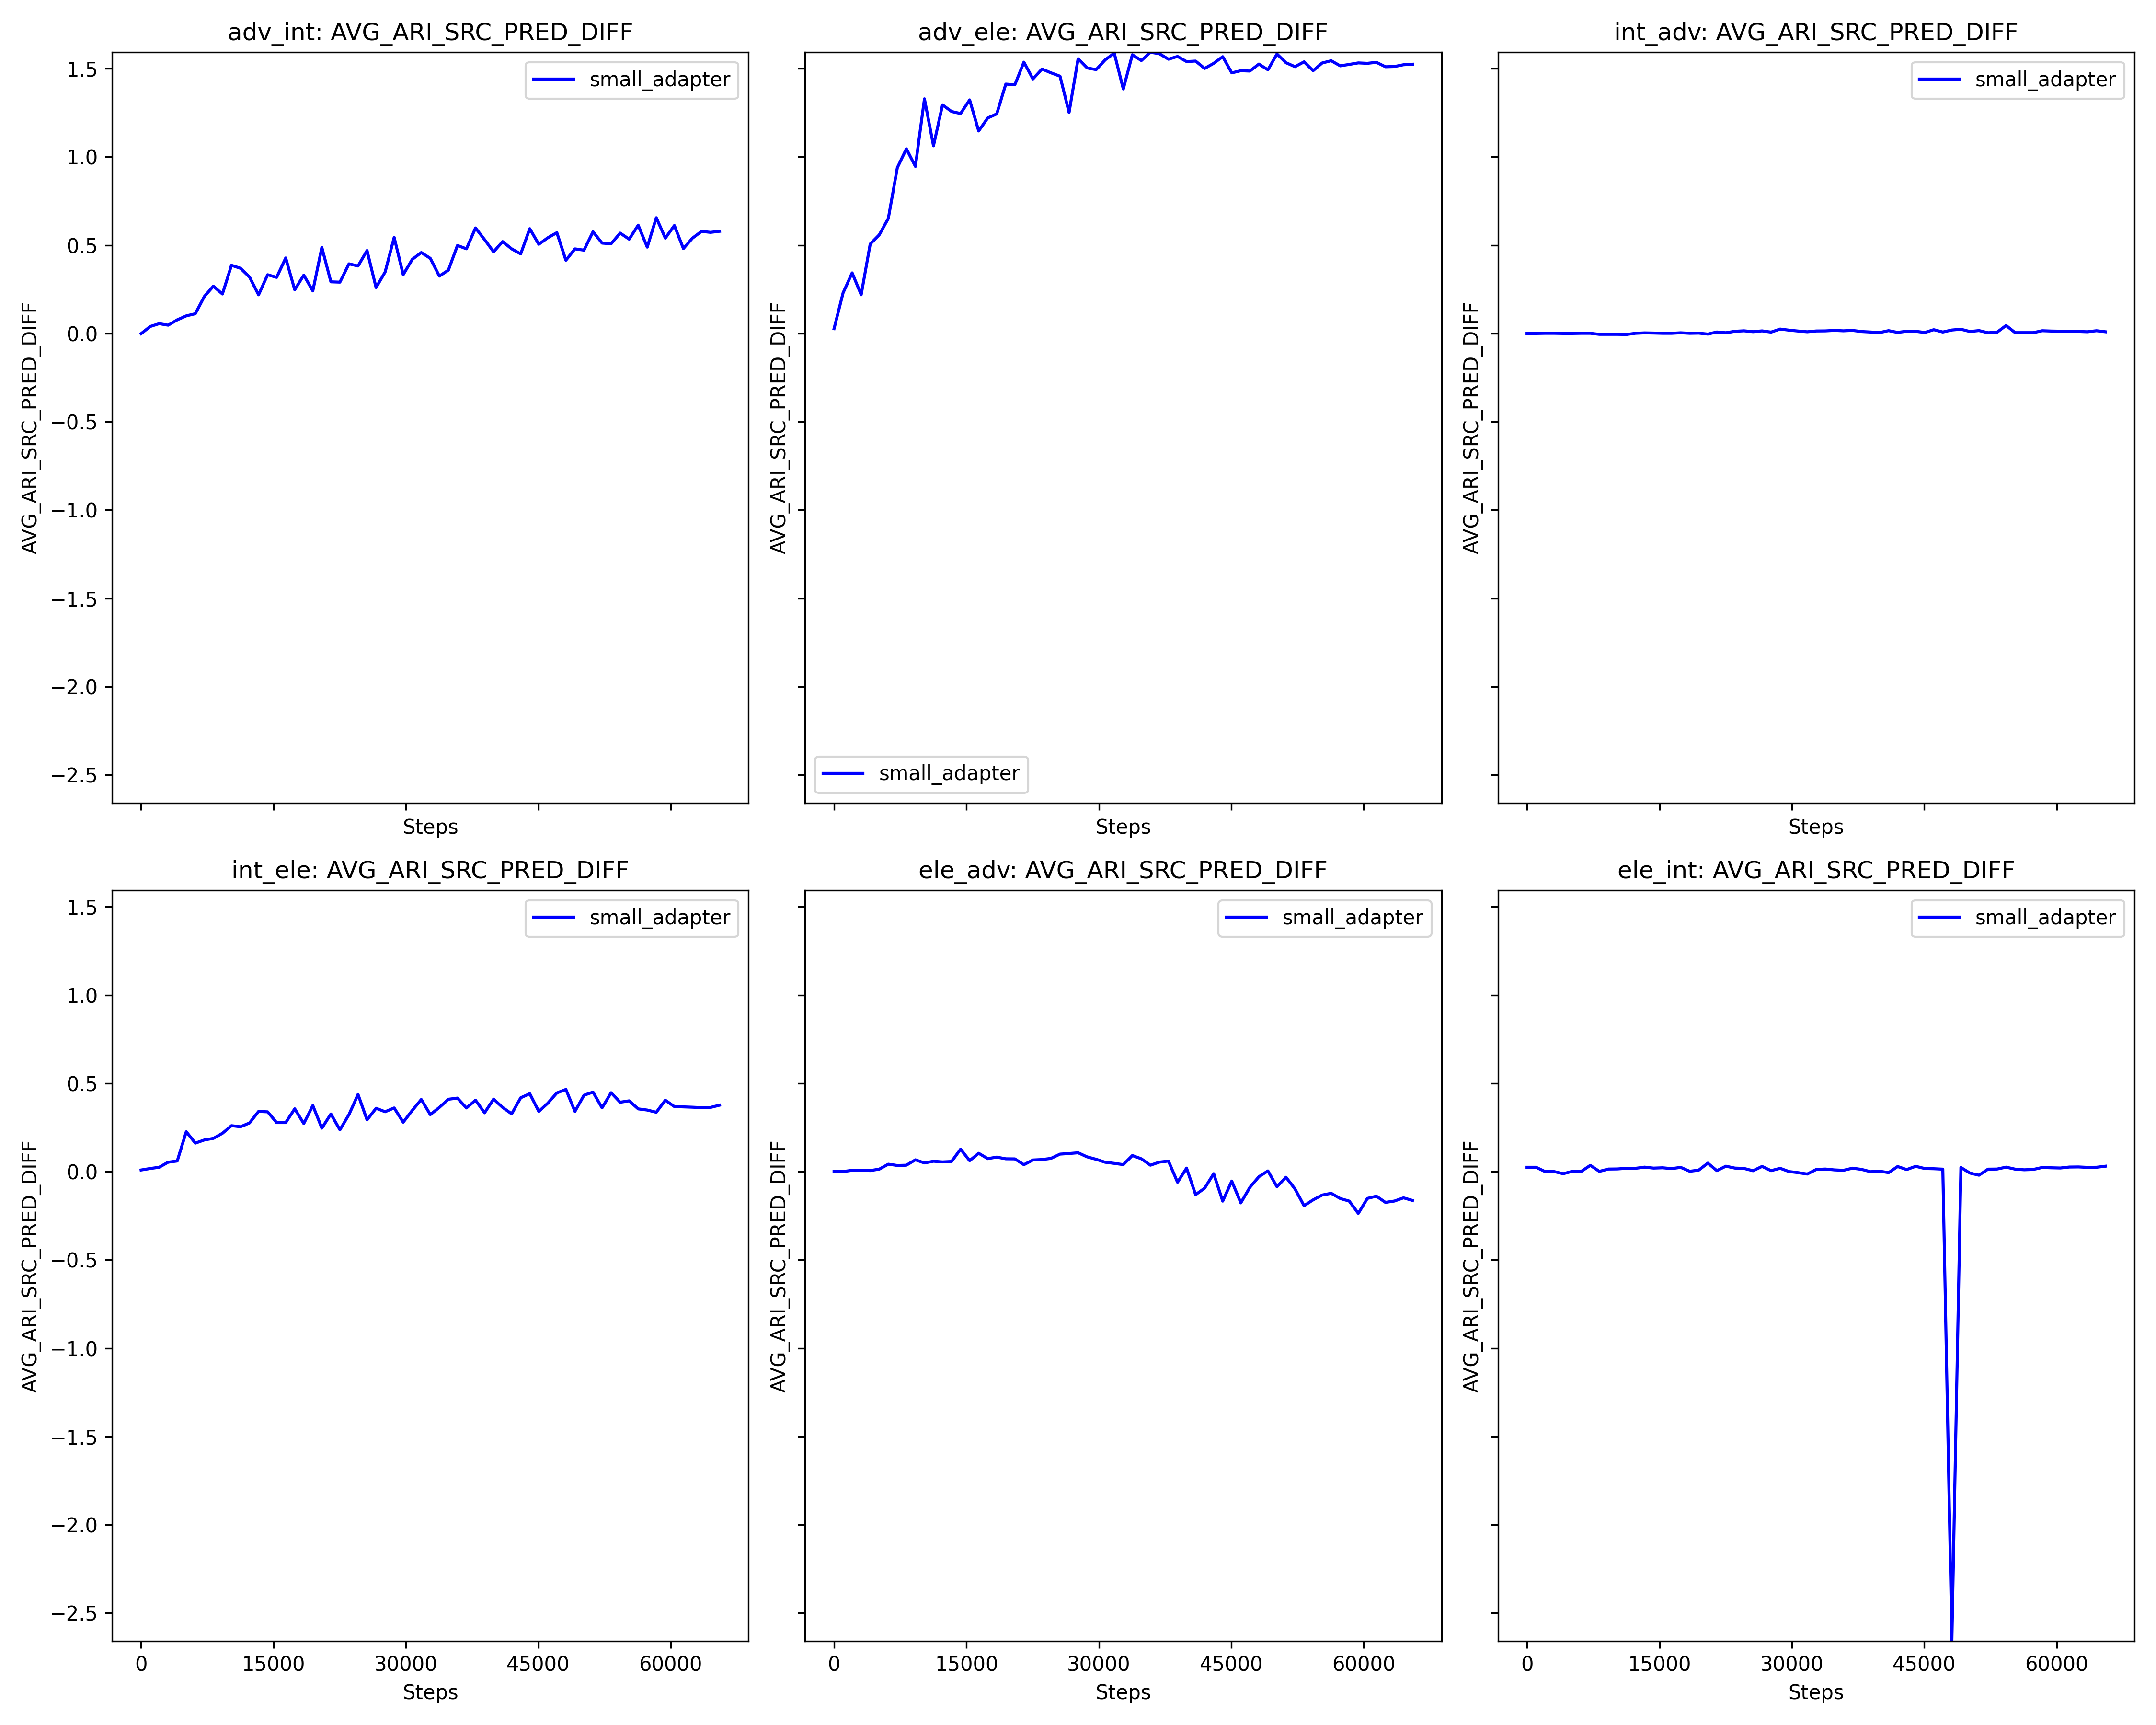 adv_int: AVG_ARI_SRC_PRED_DIFF
adv_ele: AVG_ARI_SRC_PRED_DIFF
int_adv: AVG_ARI_SRC_PRED_DIFF
small_adapter
small_adapter
small_adapter
AVG_ARI_SRC_PRED_DIFF
AVG_ARI_SRC_PRED_DIFF
AVG_ARI_SRC_PRED_DIFF
1.5
1.0
0.5
0.0
−0.5
−1.0
−1.5
−2.0
−2.5
Steps
Steps
Steps
int_ele: AVG_ARI_SRC_PRED_DIFF
ele_adv: AVG_ARI_SRC_PRED_DIFF
ele_int: AVG_ARI_SRC_PRED_DIFF
small_adapter
small_adapter
small_adapter
AVG_ARI_SRC_PRED_DIFF
AVG_ARI_SRC_PRED_DIFF
AVG_ARI_SRC_PRED_DIFF
1.5
1.0
0.5
0.0
−0.5
−1.0
−1.5
−2.0
−2.5
0 15000 30000 45000 60000
0 15000 30000 45000 60000
0 15000 30000 45000 60000
Steps
Steps
Steps